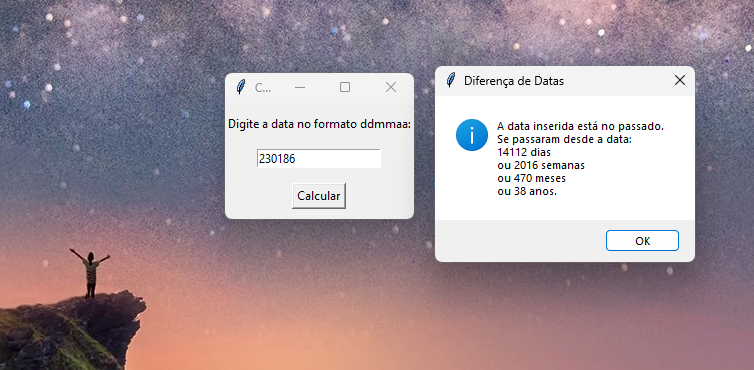 C...
Digite a data no formato ddmmaa:
230186
Calcular
Diferença de Datas
A data inserida está no passado.
Se passaram desde a data:
14112 dias
ou 2016 semanas
ou 470 meses
ou 38 anos.
OK